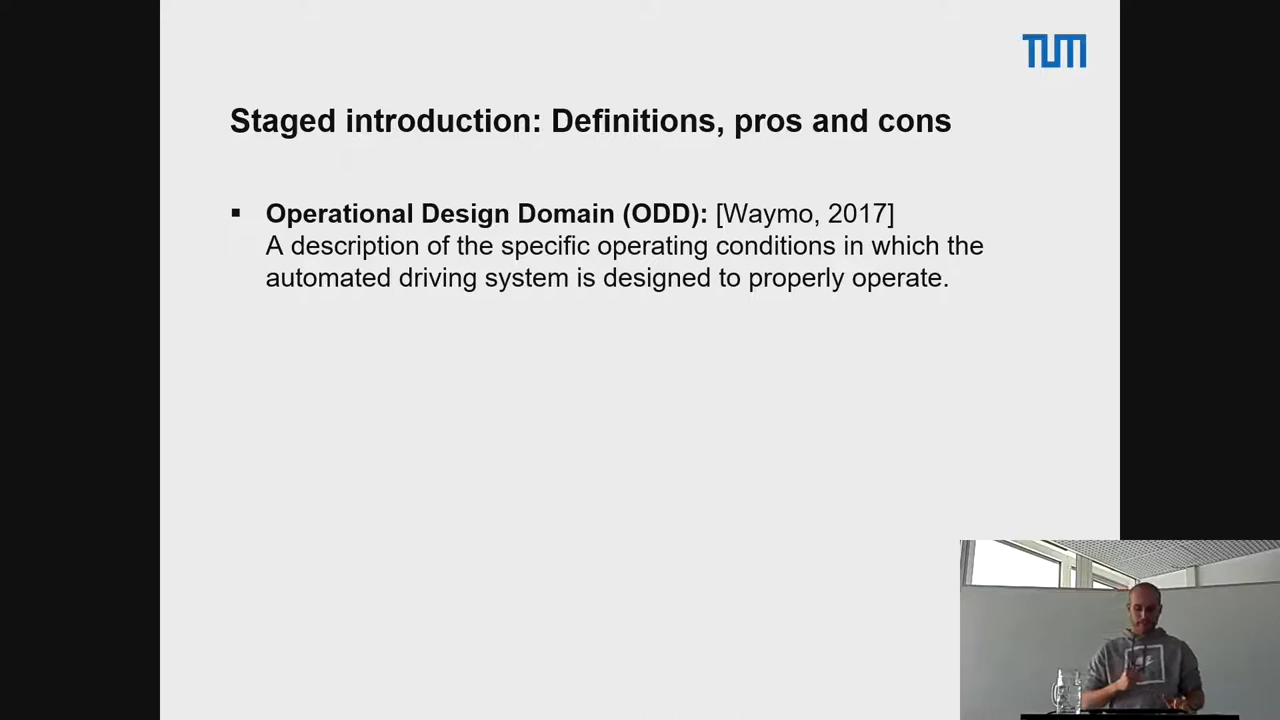 TUM
Staged introduction: Definitions, pros and cons
▪ Operational Design Domain (ODD): [Waymo, 2017]
A description of the specific operating conditions in which the
automated driving system is designed to properly operate.